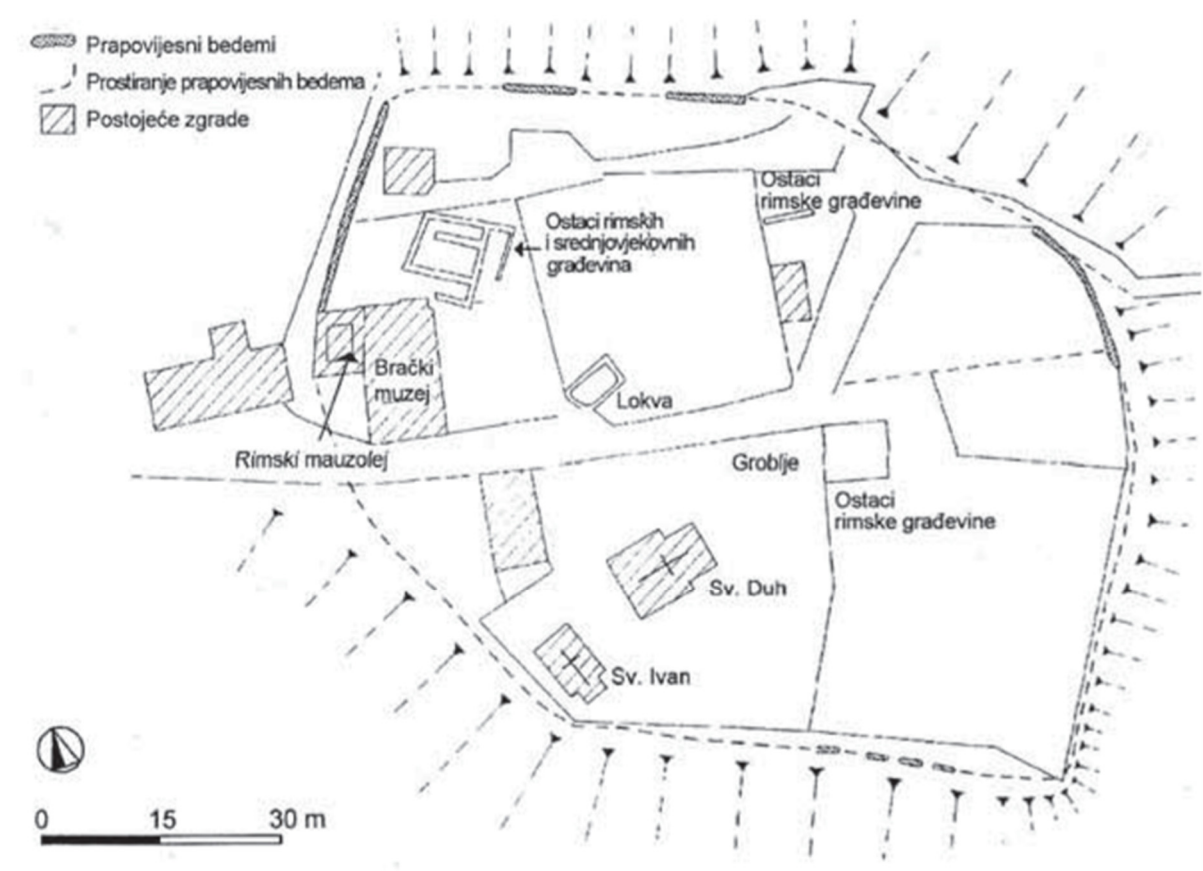 Prapovijesni bedemi
Prostiranje prapovijesnih bedema
Postojeće zgrade
Ostaci
rimske građevine
Ostaci rimskih
i srednjovjekovnih
građevina
Brački
muzej
Lokva
Rimski mauzolej
Groblje
Ostaci
rimske građevine
Sv. Duh
Sv. Ivan
0 15 30 m